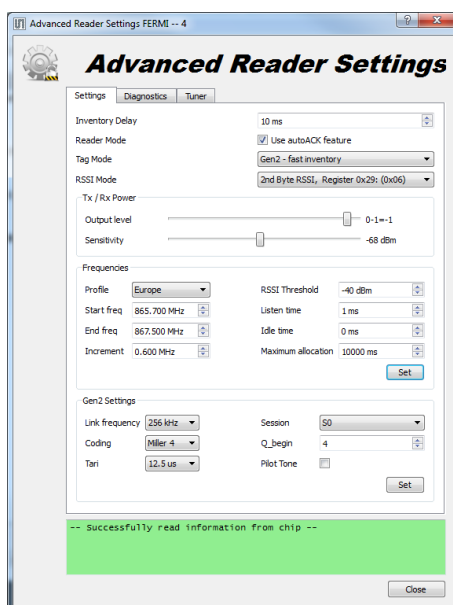 Advanced Reader Settings FERMI -- 4
Advanced Reader Settings
Settings Diagnostics Tuner
Inventory Delay 10 ms
Reader Mode Use autoACK feature
Tag Mode Gen2 - fast inventory
RSSI Mode 2nd Byte RSSI, Register 0x29: (0x06)
Tx / Rx Power
Output level 0-1=-1
Sensitivity -68 dBm
Frequencies
Profile Europe RSSI Threshold -40 dBm
Start freq 865.700 MHz Listen time 1 ms
End freq 867.500 MHz Idle time 0 ms
Increment 0.600 MHz Maximum allocation 10000 ms
Set
Gen2 Settings
Link frequency 256 kHz Session S0
Coding Miller 4 Q_begin 4
Tari 12.5 us Pilot Tone
Set
-- Successfully read information from chip --
Close